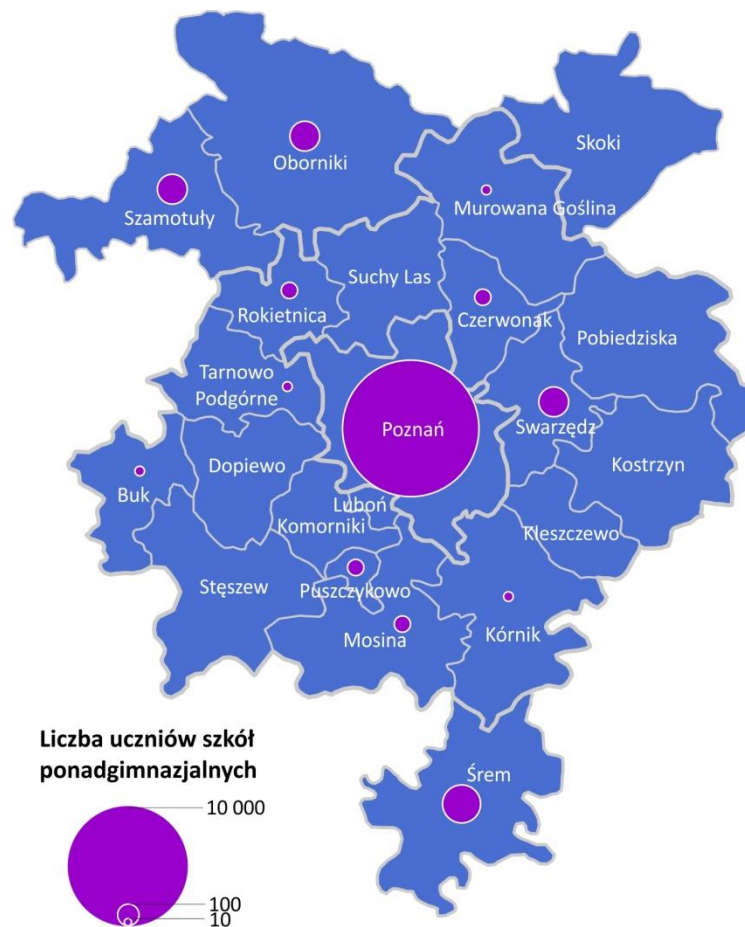 Skoki
Oborniki
Szamotuły
Murowana Goślina
Suchy Las
Rokietnica
Czerwonak
Pobiedziska
Tarnowo
Podgórne
Poznań
Swarzędz
Dopiewo
Kostrzyn
Buk
Luboń
Komorniki
Kleszczewo
Stęszew
Puszczykowo
Mosina
Kórnik
Śrem
Liczba uczniów szkół
ponadgimnazjalnych
10 000
100
10